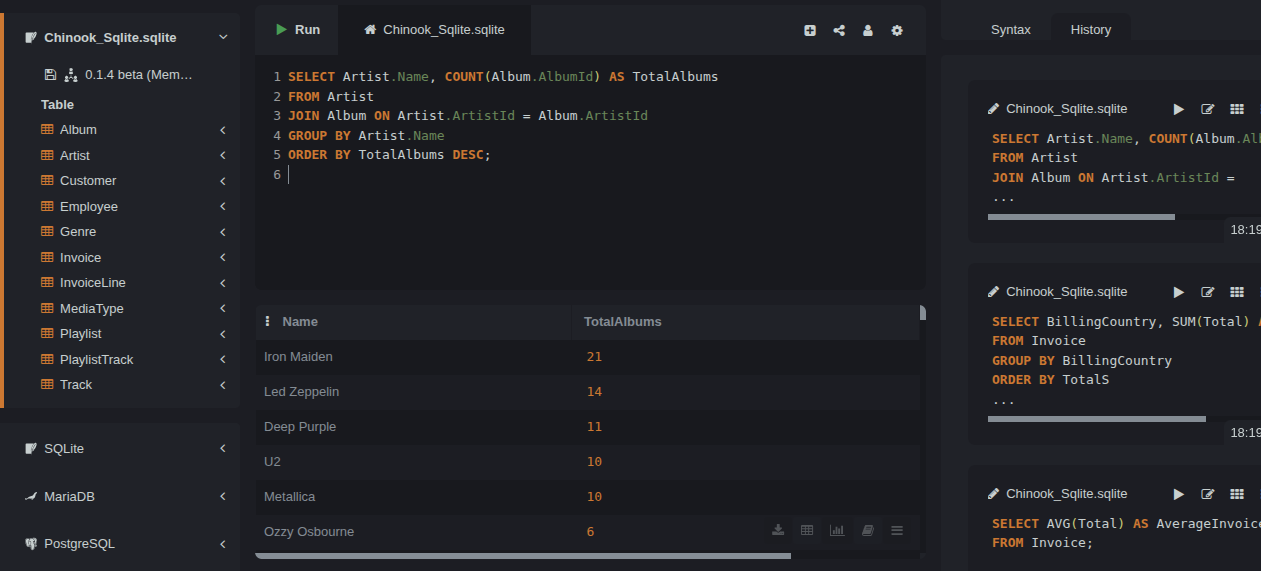 Chinook_Sqlite.sqlite
0.1.4 beta (Mem…
Table
Album
Artist
Customer
Employee
Genre
Invoice
InvoiceLine
MediaType
Playlist
PlaylistTrack
Track
SQLite
MariaDB
PostgreSQL
Run
Chinook_Sqlite.sqlite
1 SELECT Artist.Name, COUNT(Album.AlbumId) AS TotalAlbums
2 FROM Artist
3 JOIN Album ON Artist.ArtistId = Album.ArtistId
4 GROUP BY Artist.Name
5 ORDER BY TotalAlbums DESC;
6
Name TotalAlbums
Iron Maiden 21
Led Zeppelin 14
Deep Purple 11
U2 10
Metallica 10
Ozzy Osbourne 6
Syntax History
Chinook_Sqlite.sqlite
SELECT Artist.Name, COUNT(Album.Alb
FROM Artist
JOIN Album ON Artist.ArtistId =
...
18:19
Chinook_Sqlite.sqlite
SELECT BillingCountry, SUM(Total) A
FROM Invoice
GROUP BY BillingCountry
ORDER BY TotalS
...
18:19
Chinook_Sqlite.sqlite
SELECT AVG(Total) AS AverageInvoice
FROM Invoice;